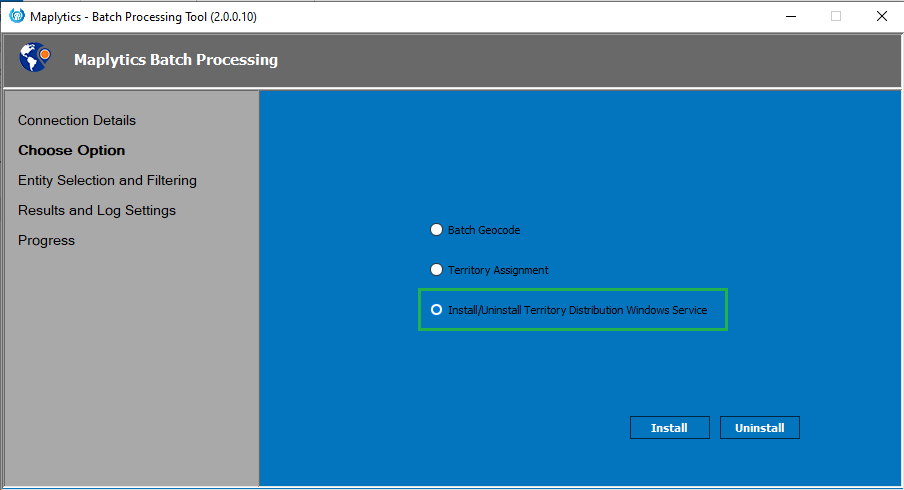 Maplytics - Batch Processing Tool (2.0.0.10)
Maplytics Batch Processing
Connection Details
Choose Option
Entity Selection and Filtering
Results and Log Settings
Progress
Batch Geocode
Territory Assignment
Install/Uninstall Territory Distribution Windows Service
Install
Uninstall